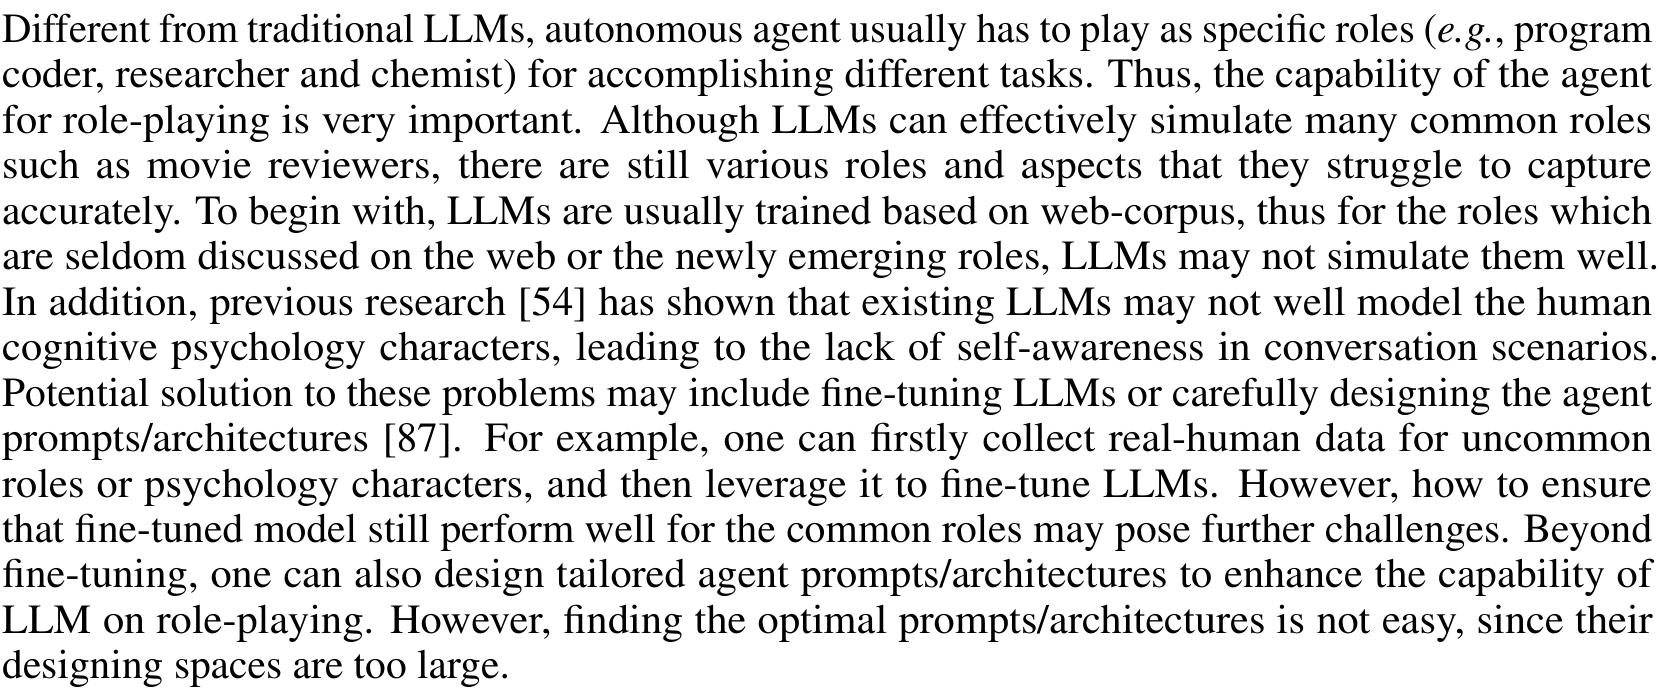 Different from traditional LLMs, autonomous agent usually has to play as specific roles (e.g., program
coder, researcher and chemist) for accomplishing different tasks. Thus, the capability of the agent
for role-playing is very important. Although LLMs can effectively simulate many common roles
such as movie reviewers, there are still various roles and aspects that they struggle to capture
accurately. To begin with, LLMs are usually trained based on web-corpus, thus for the roles which
are seldom discussed on the web or the newly emerging roles, LLMs may not simulate them well.
In addition, previous research [54] has shown that existing LLMs may not well model the human
cognitive psychology characters, leading to the lack of self-awareness in conversation scenarios.
Potential solution to these problems may include fine-tuning LLMs or carefully designing the agent
prompts/architectures [87]. For example, one can firstly collect real-human data for uncommon
roles or psychology characters, and then leverage it to fine-tune LLMs. However, how to ensure
that fine-tuned model still perform well for the common roles may pose further challenges. Beyond
fine-tuning, one can also design tailored agent prompts/architectures to enhance the capability of
LLM on role-playing. However, finding the optimal prompts/architectures is not easy, since their
designing spaces are too large.